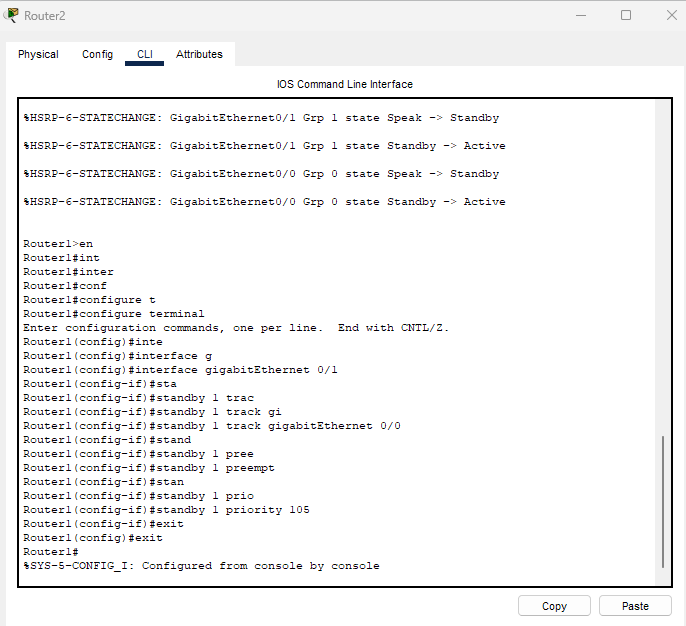 Router2
Physical Config CLI Attributes
IOS Command Line Interface
%HSRP-6-STATECHANGE: GigabitEthernet0/1 Grp 1 state Speak -> Standby
%HSRP-6-STATECHANGE: GigabitEthernet0/1 Grp 1 state Standby -> Active
%HSRP-6-STATECHANGE: GigabitEthernet0/0 Grp 0 state Speak -> Standby
%HSRP-6-STATECHANGE: GigabitEthernet0/0 Grp 0 state Standby -> Active
Router1>en
Router1#int
Router1#inter
Router1#conf
Router1#configure t
Router1#configure terminal
Enter configuration commands, one per line.  End with CNTL/Z.
Router1(config)#inte
Router1(config)#interface g
Router1(config)#interface gigabitEthernet 0/1
Router1(config-if)#sta
Router1(config-if)#standby 1 trac
Router1(config-if)#standby 1 track gi
Router1(config-if)#standby 1 track gigabitEthernet 0/0
Router1(config-if)#stand
Router1(config-if)#standby 1 pree
Router1(config-if)#standby 1 preempt
Router1(config-if)#stan
Router1(config-if)#standby 1 prio
Router1(config-if)#standby 1 priority 105
Router1(config-if)#exit
Router1(config)#exit
Router1#
%SYS-5-CONFIG_I: Configured from console by console
Copy Paste